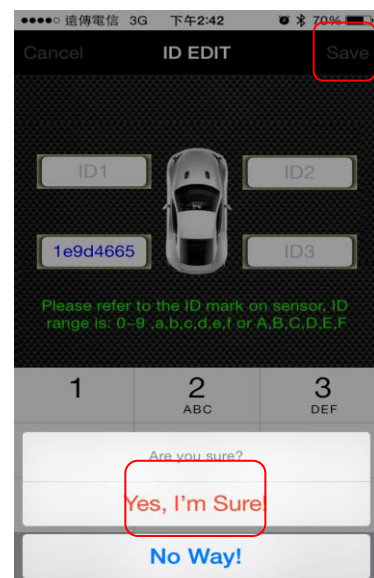 遠傳電信 3G 下午2:42 70%
Cancel ID EDIT Save
ID1 ID2
1e9d4665 ID3
Please refer to the ID mark on sensor, ID
range is: 0~9 ,a,b,c,d,e,f or A,B,C,D,E,F
1 2 3
ABC DEF
Are you sure?
Yes, I'm Sure!
No Way!